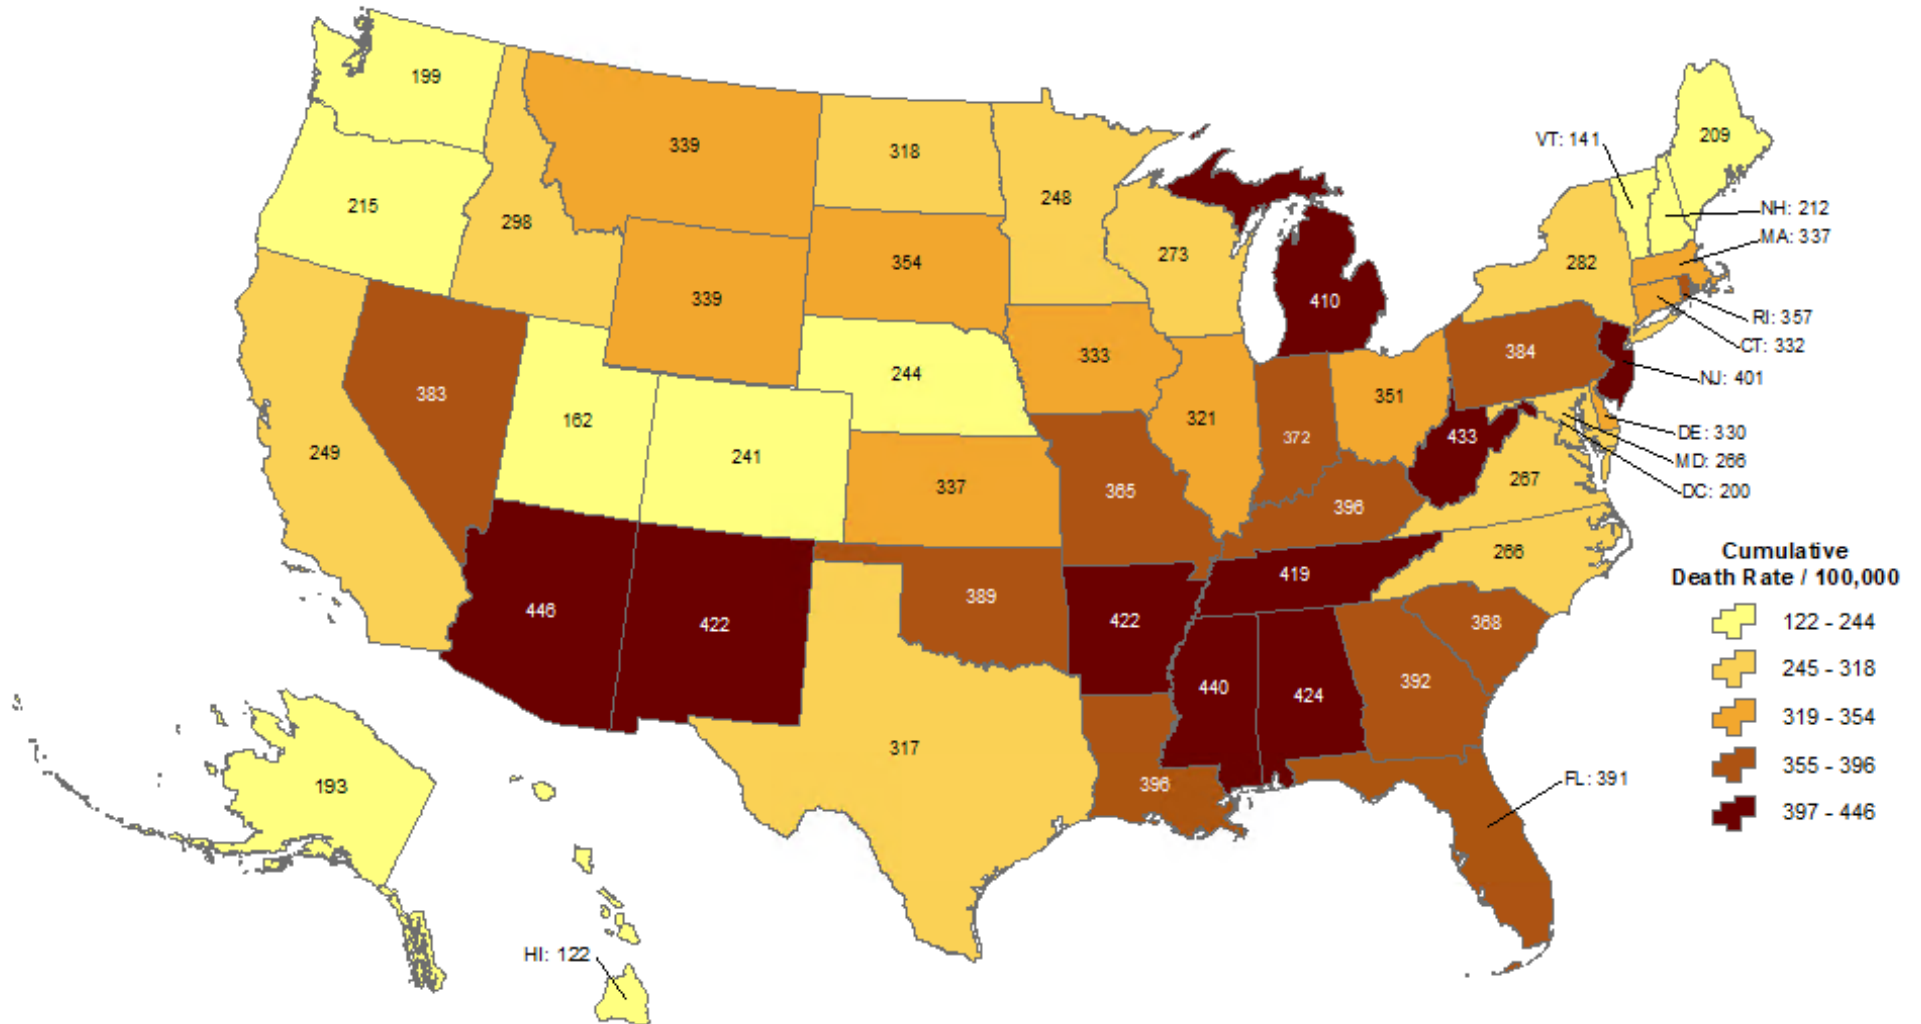 199
209
VT: 141
339
318
248
215
298
NH: 212
MA: 337
273
282
354
339
410
RI: 357
CT: 332
333
384
244
NJ: 401
383
351
321
162
372
433
DE: 330
249
241
MD: 266
267
337
365
DC: 200
396
266
419
389
446
422
422
368
392
440
424
317
396
FL: 391
193
HI: 122
Cumulative
Death Rate / 100,000
122 - 244
245 - 318
319 - 354
355 - 396
397 - 446